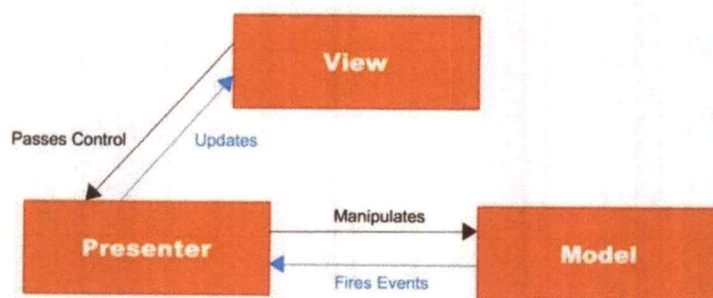 View
Passes Control
Updates
Presenter
Manipulates
Model
Fires Events